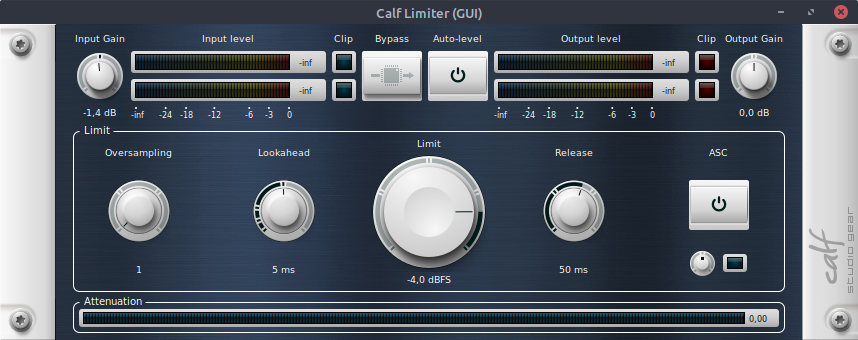 Calf Limiter (GUI)
Input Gain
Input level
Clip
Bypass
Auto-level
Output level
Clip
Output Gain
-inf
-inf
-inf
-inf
-1,4 dB
-inf -24 -18 -12 -6 -3 0
-inf -24 -18 -12 -6 -3 0
0,0 dB
Limit
Oversampling
Lookahead
Limit
Release
ASC
1
5 ms
-4,0 dBFS
50 ms
calf
studio gear
Attenuation
0,00